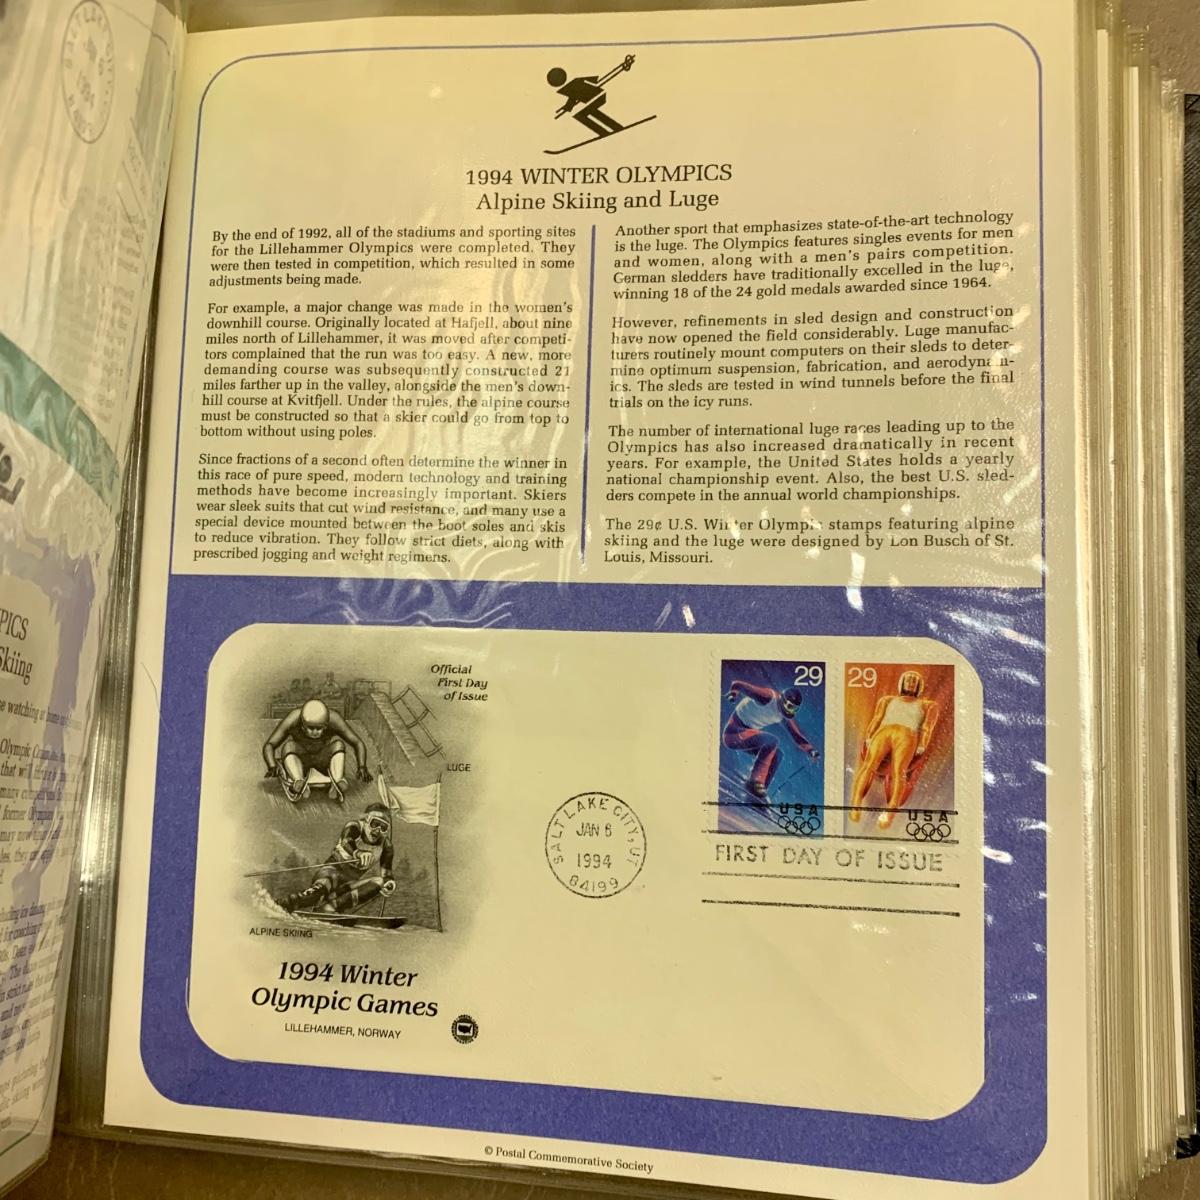 1994 WINTER OLYMPICS
Alpine Skiing and Luge
By the end of 1992, all of the stadiums and sporting sites
for the Lillehammer Olympics were completed. They
were then tested in competition, which resulted in some
adjustments being made.
For example, a major change was made in the women's
downhill course. Originally located at Hafjell, about nine
miles north of Lillehammer, it was moved after competi-
tors complained that the run was too easy. A new, more
demanding course was subsequently constructed 21
miles farther up in the valley, alongside the men's down-
hill course at Kvitfjell. Under the rules, the alpine course
must be constructed so that a skier could go from top to
bottom without using poles.
Since fractions of a second often determine the winner in
this race of pure speed, modern technology and training
methods have become increasingly important. Skiers
wear sleek suits that cut wind resistance, and many use a
special device mounted between the boot soles and skis
to reduce vibration. They follow strict diets, along with
prescribed jogging and weight regimens.
Another sport that emphasizes state-of-the-art technology
is the luge. The Olympics features singles events for men
and women, along with a men's pairs competition.
German sledders have traditionally excelled in the luge,
winning 18 of the 24 gold medals awarded since 1964.
However, refinements in sled design and construction
have now opened the field considerably. Luge manufac-
turers routinely mount computers on their sleds to deter-
mine optimum suspension, fabrication, and aerodynam-
ics. The sleds are tested in wind tunnels before the final
trials on the icy runs.
The number of international luge races leading up to the
Olympics has also increased dramatically in recent
years. For example, the United States holds a yearly
national championship event. Also, the best U.S. sled-
ders compete in the annual world championships.
The 29¢ U.S. Winter Olympic stamps featuring alpine
skiing and the luge were designed by Lon Busch of St.
Louis, Missouri.
Official
First Day
of Issue
LUGE
ALPINE SKIING
1994 Winter
Olympic Games
LILLEHAMMER, NORWAY
SALT LAKE CITY, UT
JAN 6
1994
84199
29
USA
29
USA
FIRST DAY OF ISSUE
© Postal Commemorative Society
SALT LAKE
1994
PICS
Skiing